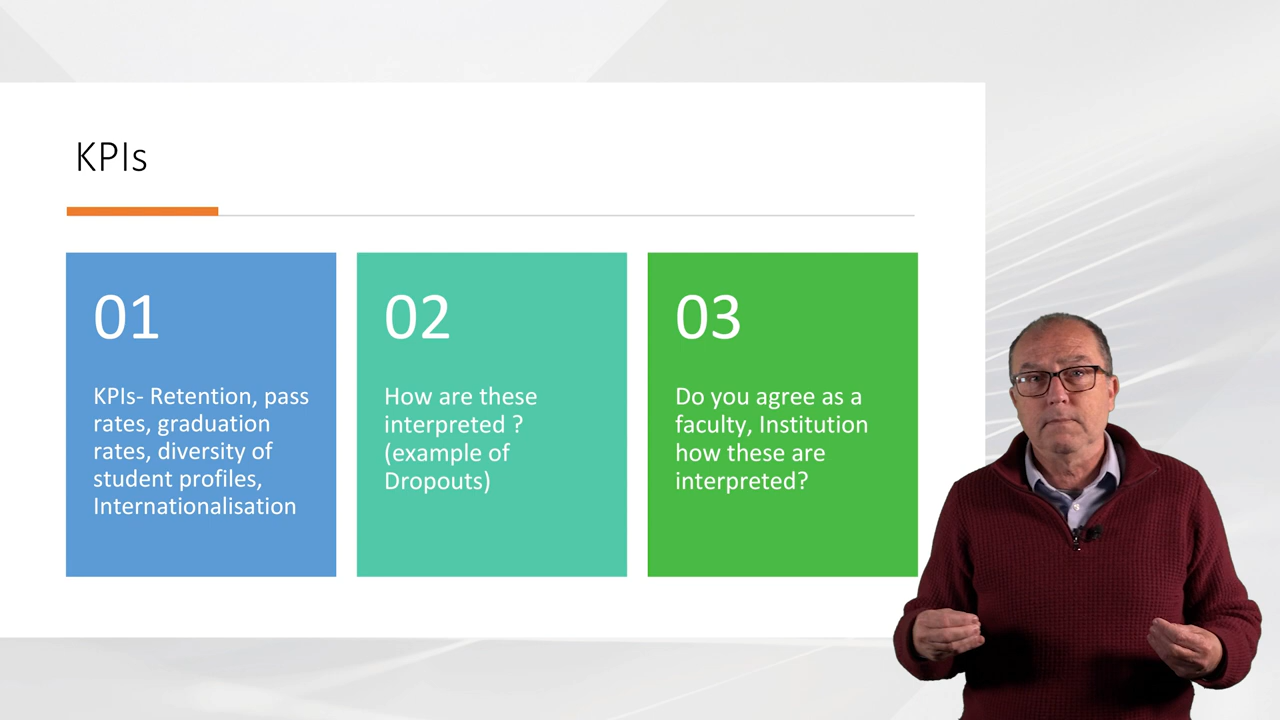 KPIs
01
KPIs- Retention, pass
rates, graduation
rates, diversity of
student profiles,
Internationalisation
02
How are these
interpreted ?
(example of
Dropouts)
03
Do you agree as a
faculty, Institution
how these are
interpreted?